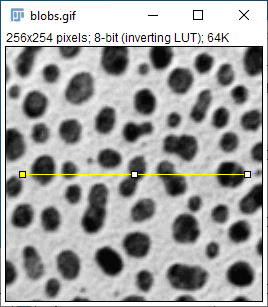 blobs.gif
256x254 pixels; 8-bit (inverting LUT); 64K